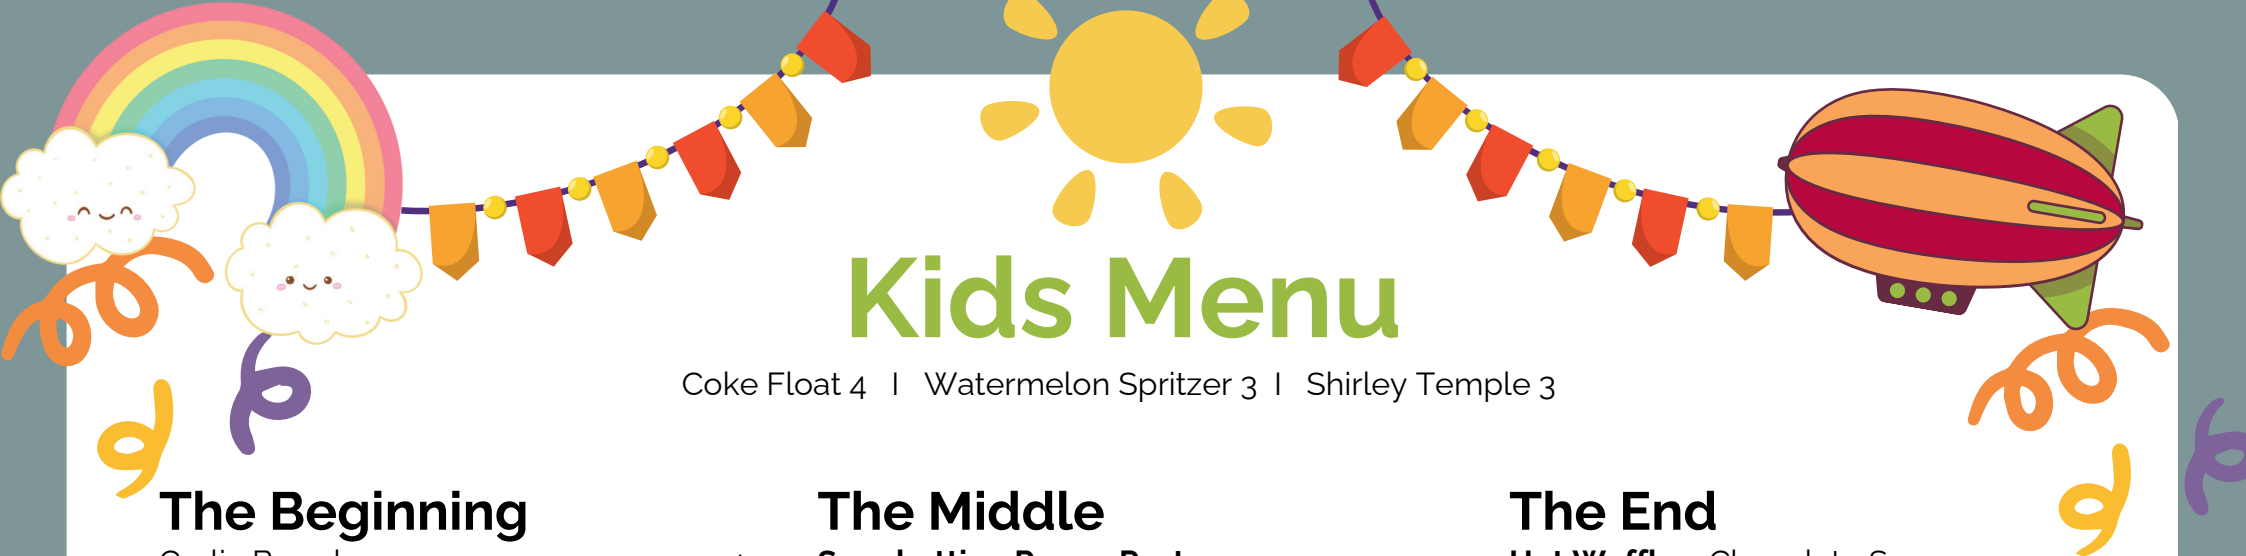 Kids Menu
Coke Float 4 I Watermelon Spritzer 3 I Shirley Temple 3
The Beginning
The Middle
The End